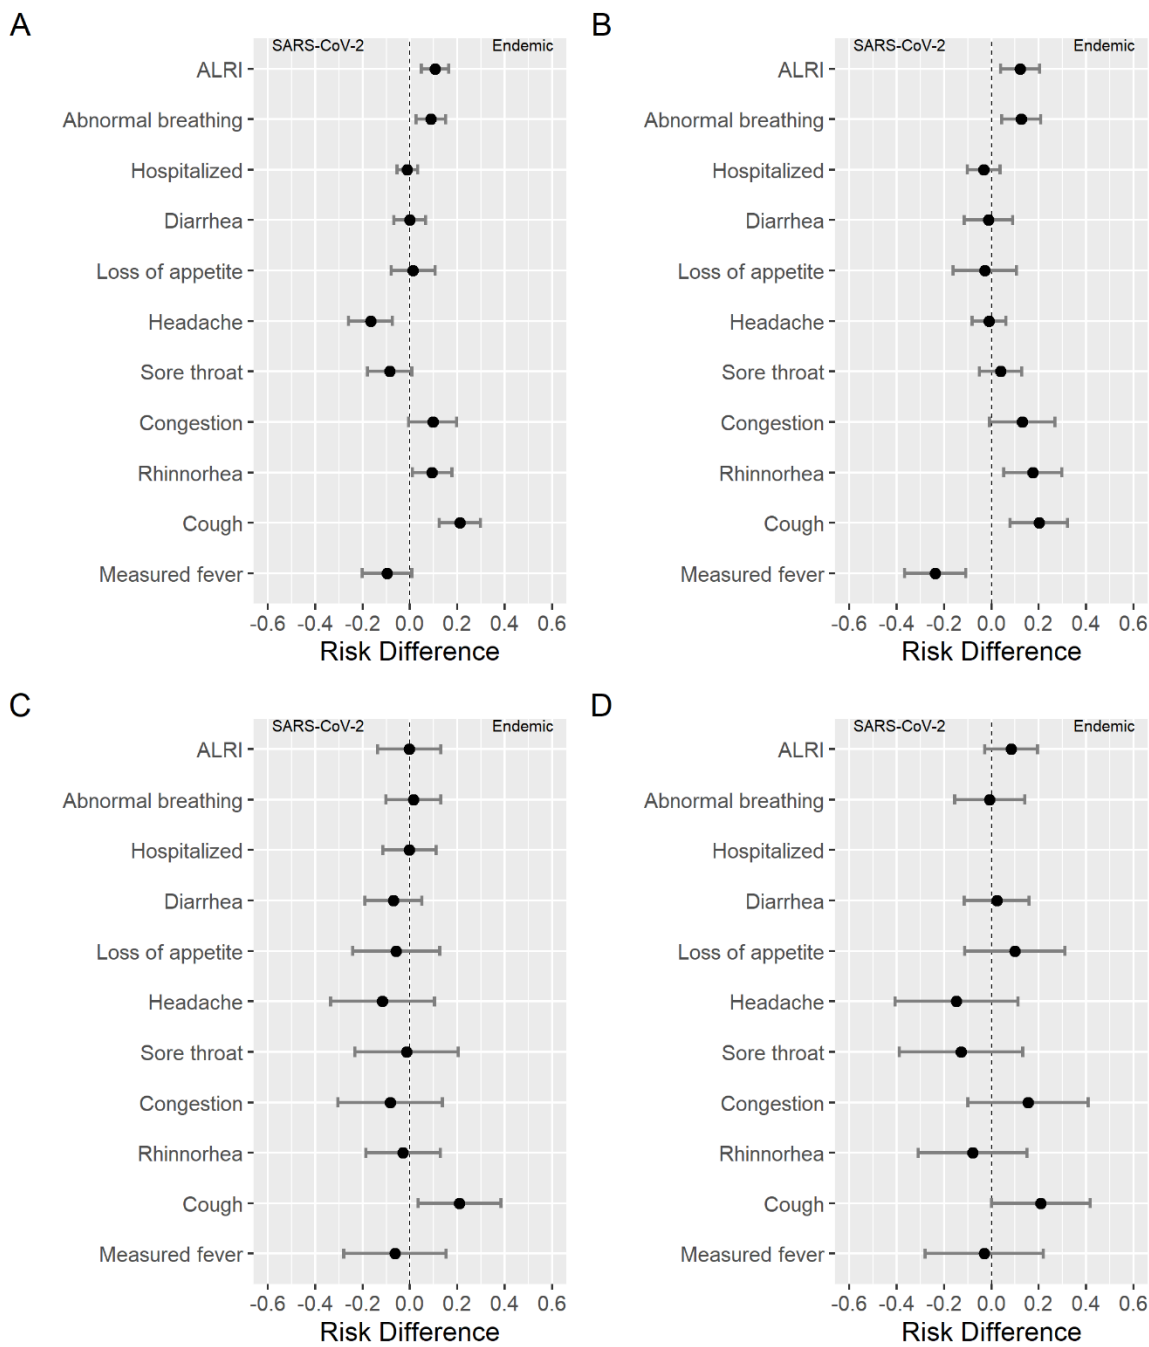 A
SARS-CoV-2 Endemic
ALRI
Abnormal breathing
Hospitalized
Diarrhea
Loss of appetite
Headache
Sore throat
Congestion
Rhinnorhea
Cough
Measured fever
-0.6 -0.4 -0.2 0.0 0.2 0.4 0.6
Risk Difference
B
SARS-CoV-2 Endemic
ALRI
Abnormal breathing
Hospitalized
Diarrhea
Loss of appetite
Headache
Sore throat
Congestion
Rhinnorhea
Cough
Measured fever
-0.6 -0.4 -0.2 0.0 0.2 0.4 0.6
Risk Difference
C
SARS-CoV-2 Endemic
ALRI
Abnormal breathing
Hospitalized
Diarrhea
Loss of appetite
Headache
Sore throat
Congestion
Rhinnorhea
Cough
Measured fever
-0.6 -0.4 -0.2 0.0 0.2 0.4 0.6
Risk Difference
D
SARS-CoV-2 Endemic
ALRI
Abnormal breathing
Hospitalized
Diarrhea
Loss of appetite
Headache
Sore throat
Congestion
Rhinnorhea
Cough
Measured fever
-0.6 -0.4 -0.2 0.0 0.2 0.4 0.6
Risk Difference